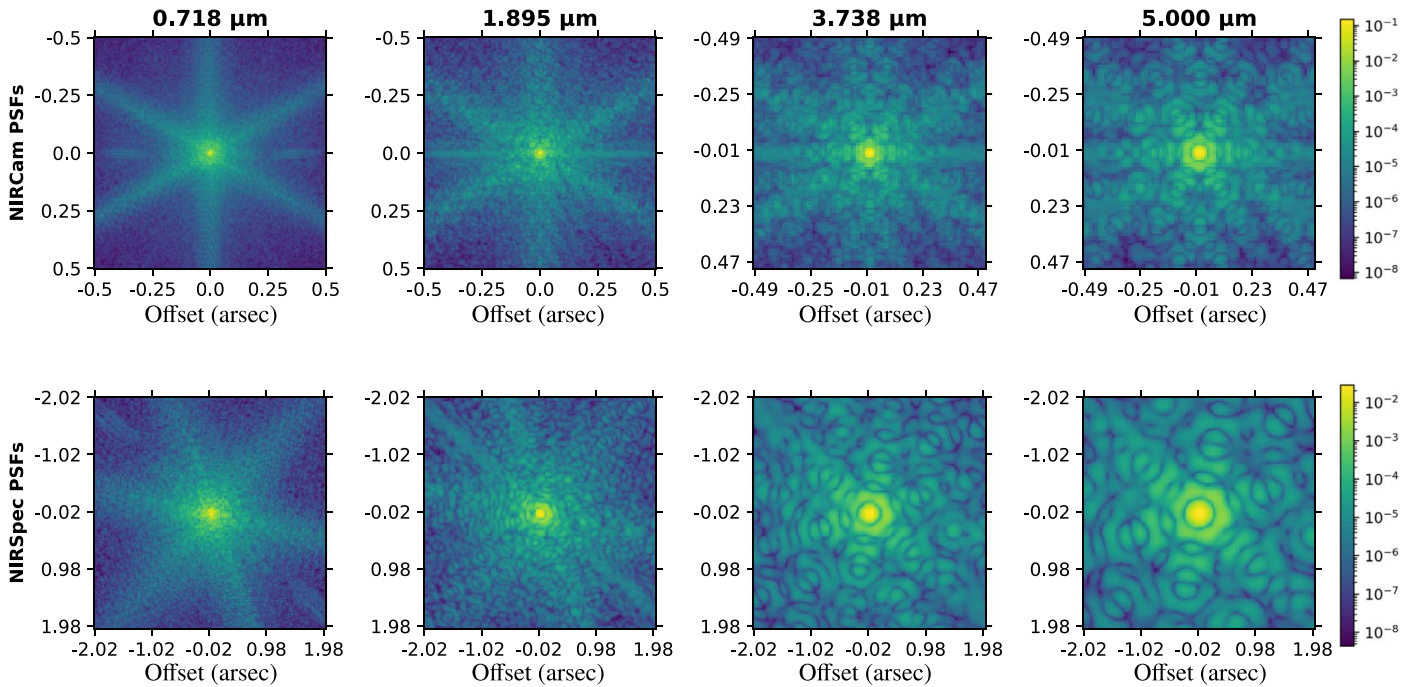 0.718 µm 1.895 µm 3.738 µm 5.000 µm
NIRCam PSFs
-0.5 -0.5 -0.49 -0.49 10⁻¹
-0.25 -0.25 -0.25 -0.25 10⁻²
10⁻³
0.0 0.0 -0.01 -0.01 10⁻⁴
10⁻⁵
0.25 0.25 0.23 0.23 10⁻⁶
10⁻⁷
0.5 0.5 0.47 0.47 10⁻⁸
-0.5 -0.25 0.0 0.25 0.5 -0.5 -0.25 0.0 0.25 0.5 -0.49 -0.25 -0.01 0.23 0.47 -0.49 -0.25 -0.01 0.23 0.47
Offset (arsec) Offset (arsec) Offset (arsec) Offset (arsec)
NIRSpec PSFs
-2.02 -2.02 -2.02 -2.02 10⁻²
-1.02 -1.02 -1.02 -1.02 10⁻³
10⁻⁴
-0.02 -0.02 -0.02 -0.02 10⁻⁵
0.98 0.98 0.98 0.98 10⁻⁶
10⁻⁷
1.98 1.98 1.98 1.98 10⁻⁸
-2.02 -1.02 -0.02 0.98 1.98 -2.02 -1.02 -0.02 0.98 1.98 -2.02 -1.02 -0.02 0.98 1.98 -2.02 -1.02 -0.02 0.98 1.98
Offset (arsec) Offset (arsec) Offset (arsec) Offset (arsec)